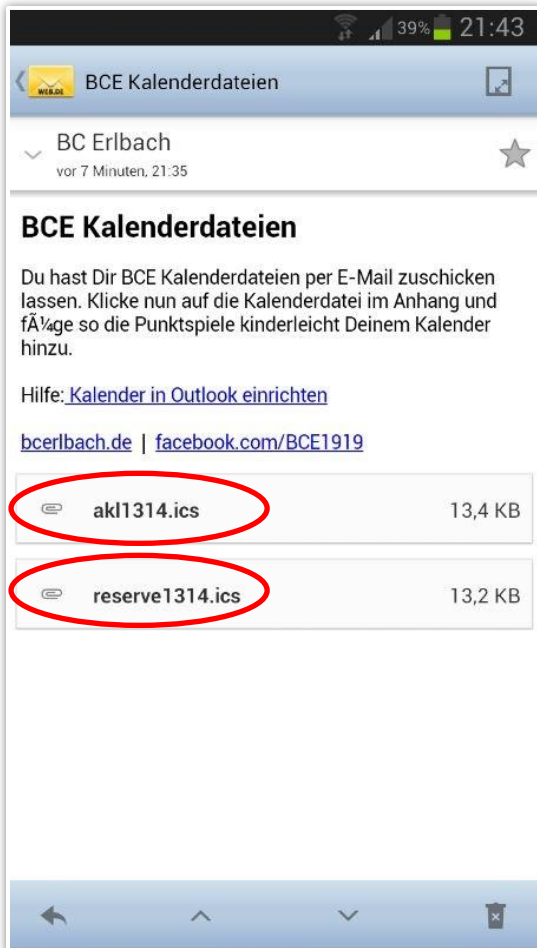 39% 21:43
WEB.DE BCE Kalenderdateien
BC Erlbach
vor 7 Minuten, 21:35
BCE Kalenderdateien
Du hast Dir BCE Kalenderdateien per E-Mail zuschicken
lassen. Klicke nun auf die Kalenderdatei im Anhang und
fÃ¼ge so die Punktspiele kinderleicht Deinem Kalender
hinzu.
Hilfe: Kalender in Outlook einrichten
bcerlbach.de | facebook.com/BCE1919
akl1314.ics 13,4 KB
reserve1314.ics 13,2 KB